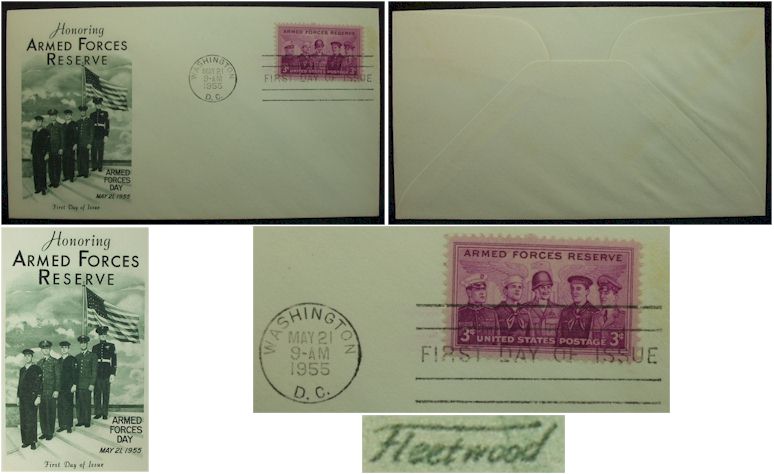 Honoring
ARMED FORCES
RESERVE
ARMED
FORCES
DAY
MAY 21, 1955
First Day of Issue
WASHINGTON
MAY 21
9-AM
1955
D. C.
ARMED FORCES RESERVE
3¢ UNITED STATES POSTAGE 3¢
FIRST DAY OF ISSUE
Honoring
ARMED FORCES
RESERVE
ARMED
FORCES
DAY
MAY 21, 1955
First Day of Issue
WASHINGTON
MAY 21
9-AM
1955
D. C.
ARMED FORCES RESERVE
3¢ UNITED STATES POSTAGE 3¢
FIRST DAY OF ISSUE
Fleetwood